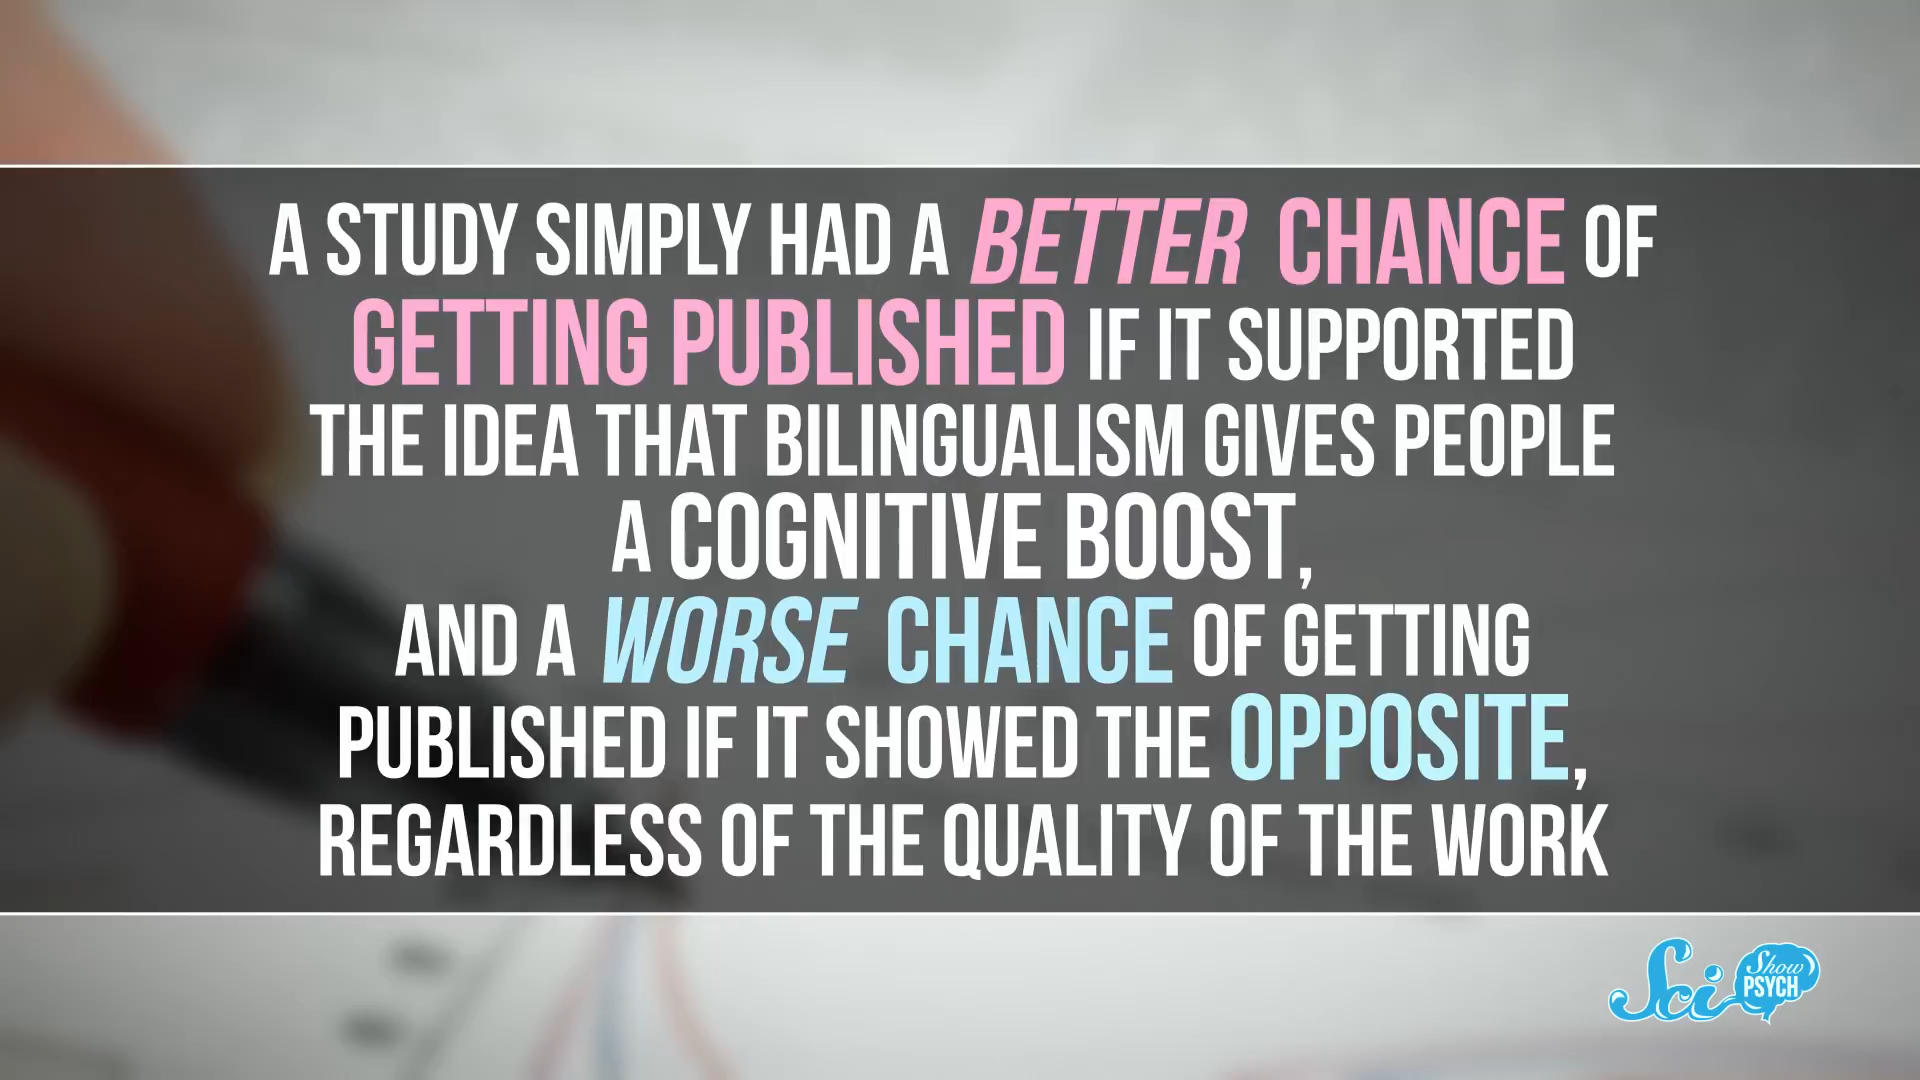 A STUDY SIMPLY HAD A BETTER CHANCE OF
GETTING PUBLISHED IF IT SUPPORTED
THE IDEA THAT BILINGUALISM GIVES PEOPLE
A COGNITIVE BOOST,
AND A WORSE CHANCE OF GETTING
PUBLISHED IF IT SHOWED THE OPPOSITE,
REGARDLESS OF THE QUALITY OF THE WORK
Sci Show
PSYCH